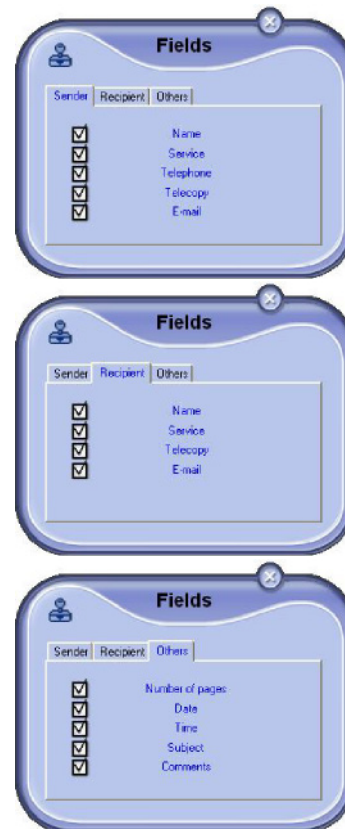 Fields
Sender Recipient Others
Name
Service
Telephone
Telecopy
E-mail
Fields
Sender Recipient Others
Name
Service
Telecopy
E-mail
Fields
Sender Recipient Others
Number of pages
Date
Time
Subject
Comments